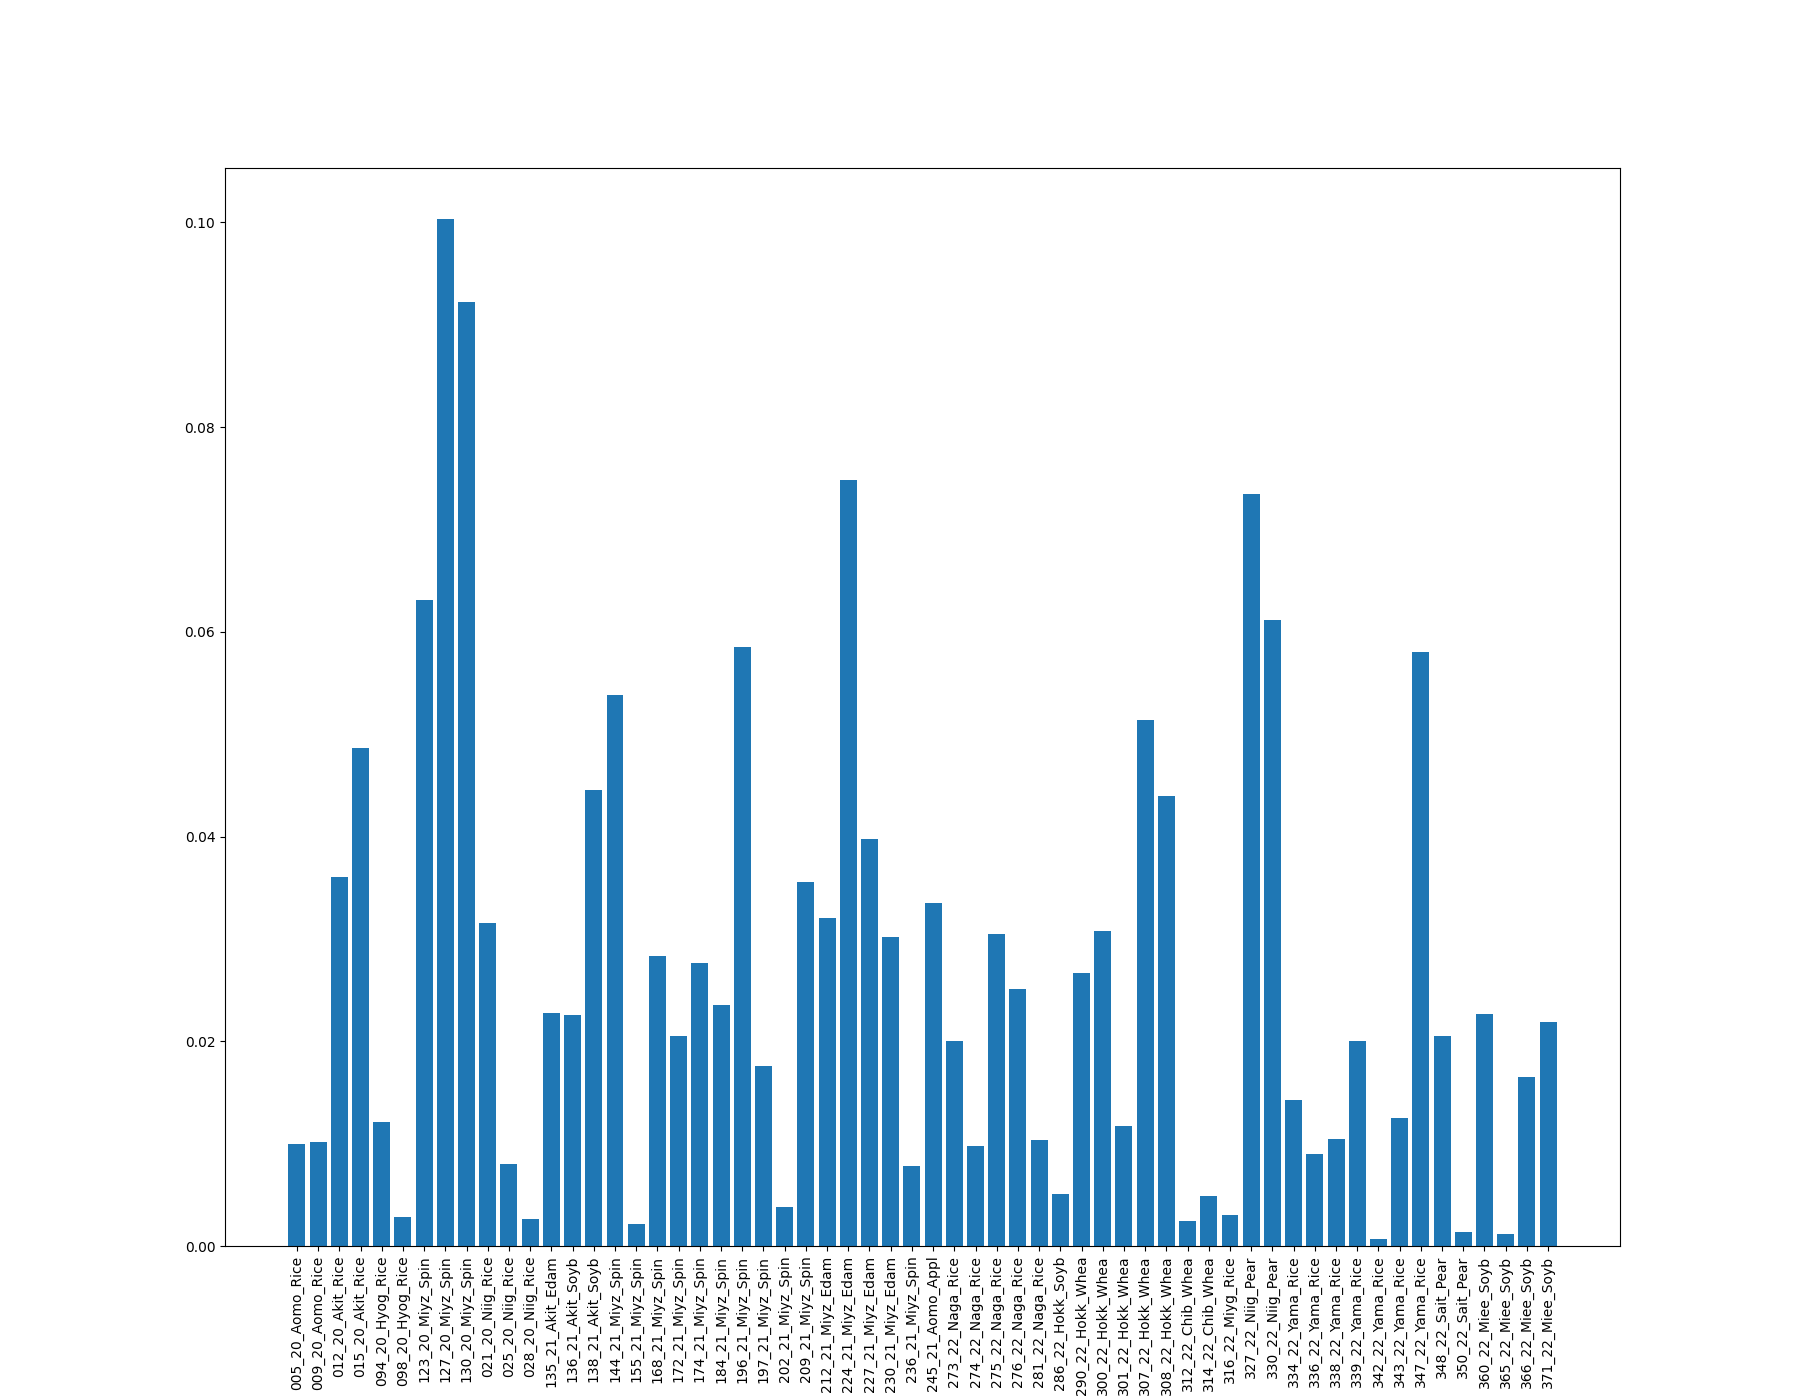 0.10
0.08
0.06
0.04
0.02
0.00
005_20_Aomo_Rice
009_20_Aomo_Rice
012_20_Akit_Rice
015_20_Akit_Rice
094_20_Hyog_Rice
098_20_Hyog_Rice
123_20_Miyz_Spin
127_20_Miyz_Spin
130_20_Miyz_Spin
021_20_Niig_Rice
025_20_Niig_Rice
028_20_Niig_Rice
135_21_Akit_Edam
136_21_Akit_Soyb
138_21_Akit_Soyb
144_21_Miyz_Spin
155_21_Miyz_Spin
168_21_Miyz_Spin
172_21_Miyz_Spin
174_21_Miyz_Spin
184_21_Miyz_Spin
196_21_Miyz_Spin
197_21_Miyz_Spin
202_21_Miyz_Spin
209_21_Miyz_Spin
212_21_Miyz_Edam
224_21_Miyz_Edam
227_21_Miyz_Edam
230_21_Miyz_Edam
236_21_Miyz_Spin
245_21_Aomo_Appl
273_22_Naga_Rice
274_22_Naga_Rice
275_22_Naga_Rice
276_22_Naga_Rice
281_22_Naga_Rice
286_22_Hokk_Soyb
290_22_Hokk_Whea
300_22_Hokk_Whea
301_22_Hokk_Whea
307_22_Hokk_Whea
308_22_Hokk_Whea
312_22_Chib_Whea
314_22_Chib_Whea
316_22_Miyg_Rice
327_22_Niig_Pear
330_22_Niig_Pear
334_22_Yama_Rice
336_22_Yama_Rice
338_22_Yama_Rice
339_22_Yama_Rice
342_22_Yama_Rice
343_22_Yama_Rice
347_22_Yama_Rice
348_22_Sait_Pear
350_22_Sait_Pear
360_22_Miee_Soyb
365_22_Miee_Soyb
366_22_Miee_Soyb
371_22_Miee_Soyb